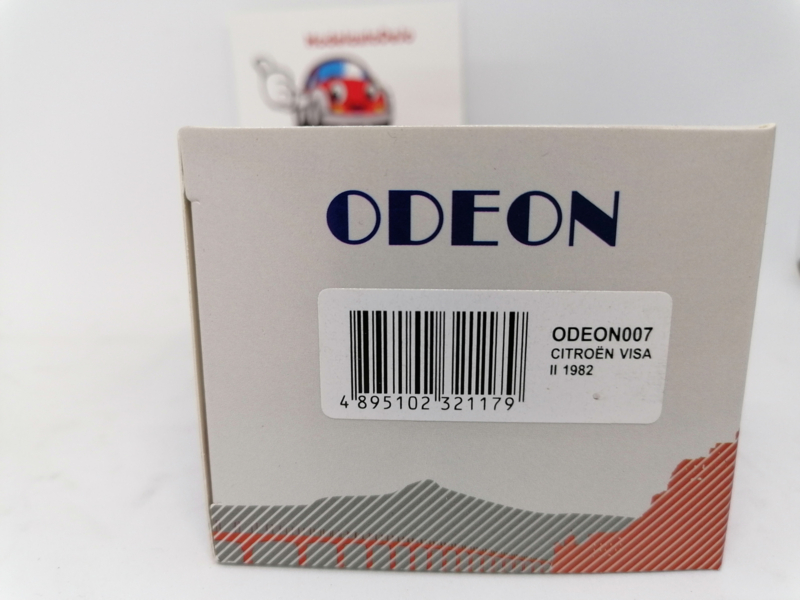 ODEON
ODEON007
CITROËN VISA
II 1982
4 895102 321179